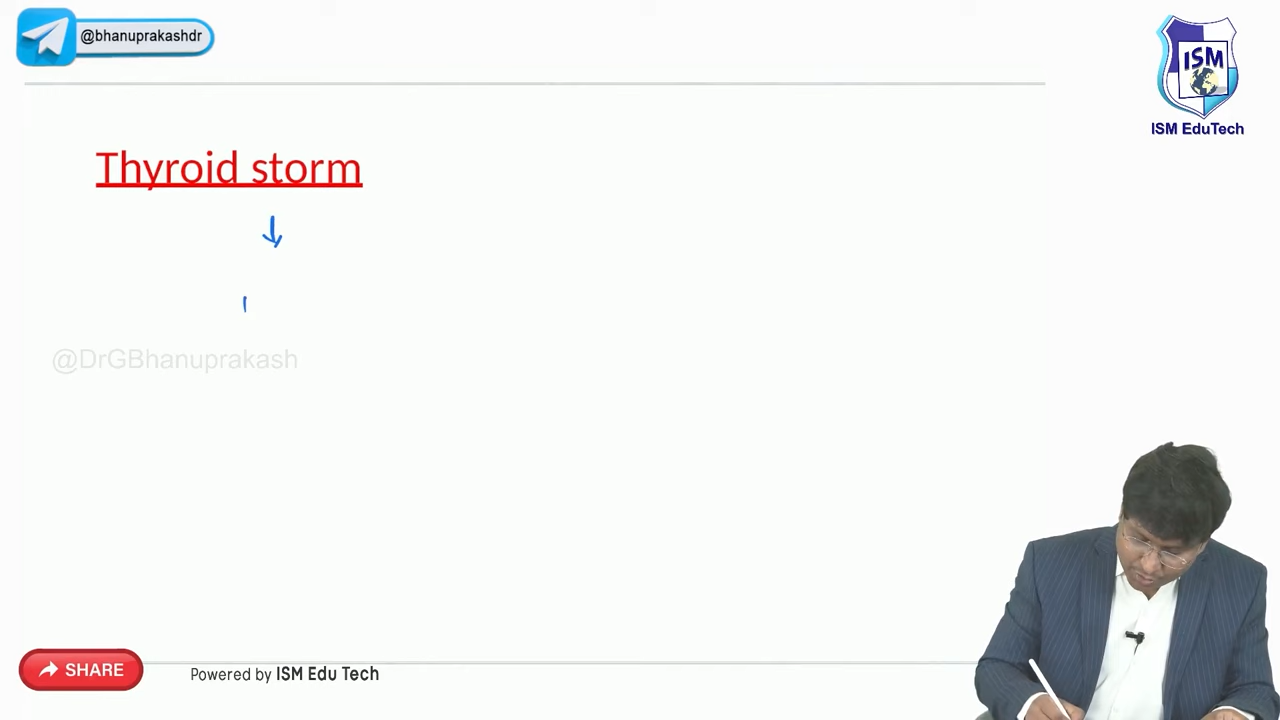 @bhanuprakashdr
ISM
ISM EduTech
Thyroid storm
@DrGBhanuprakash
SHARE
Powered by ISM Edu Tech